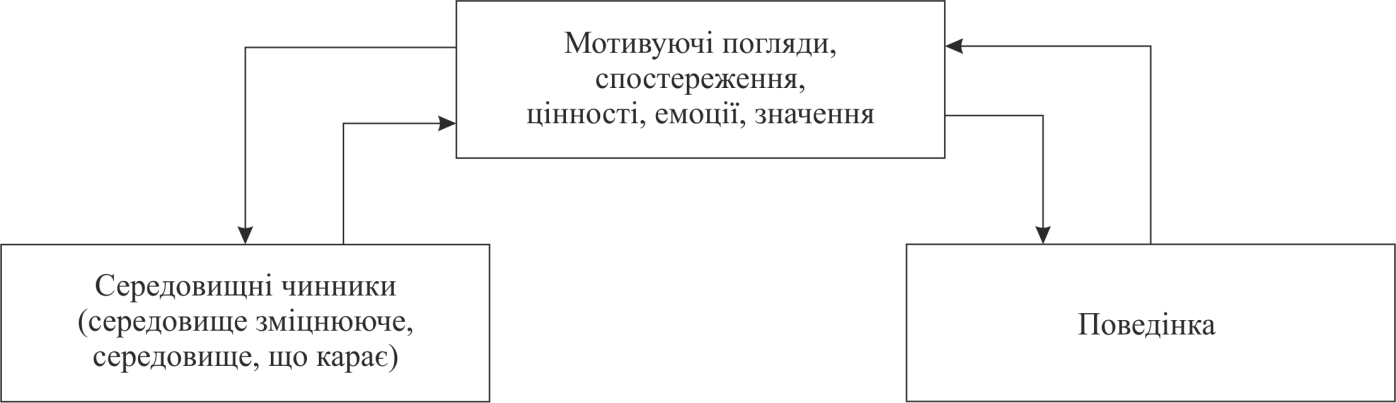 Мотивуючі погляди,
спостереження,
цінності, емоції, значення
Середовищні чинники
(середовище зміцнююче,
середовище, що карає)
Поведінка